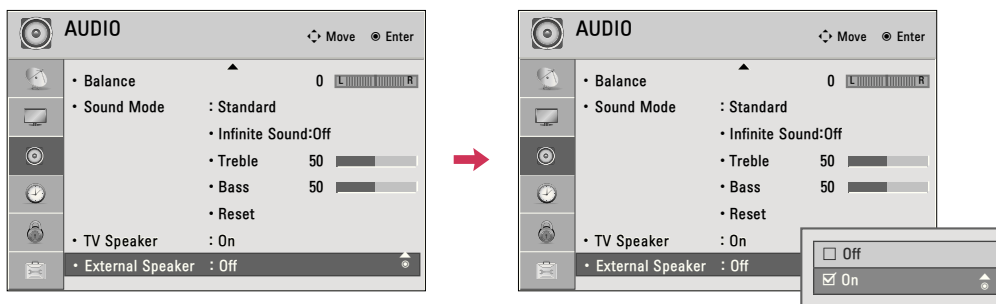 AUDIO
Move Enter
• Balance 0 L R
• Sound Mode : Standard
• Infinite Sound:Off
• Treble 50
• Bass 50
• Reset
• TV Speaker : On
• External Speaker : Off
AUDIO
Move Enter
• Balance 0 L R
• Sound Mode : Standard
• Infinite Sound:Off
• Treble 50
• Bass 50
• Reset
• TV Speaker : On
• External Speaker : Off
☐ Off
☑ On